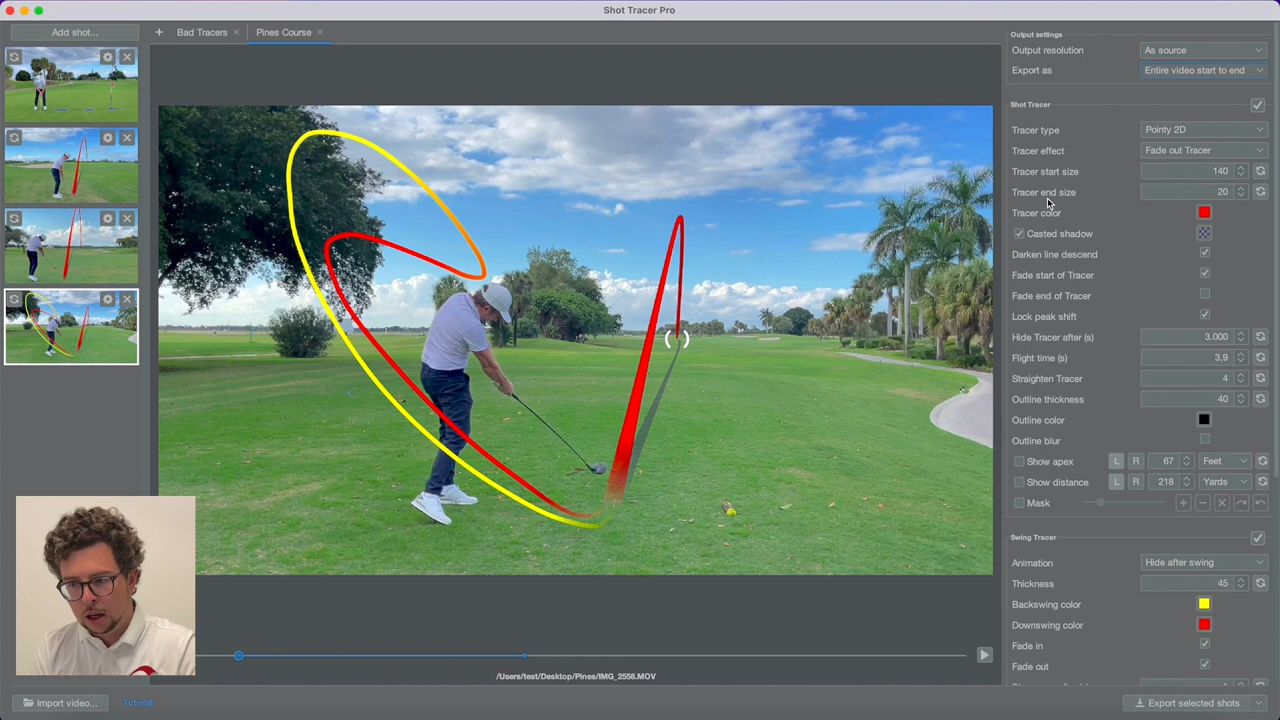 Shot Tracer Pro
Add shot...
Bad Tracers
Pines Course
Output settings
Output resolution As source
Export as Entire video start to end
Shot Tracer
Tracer type Pointy 2D
Tracer effect Fade out Tracer
Tracer start size 140
Tracer end size 20
Tracer color
Casted shadow
Darken line descend
Fade start of Tracer
Fade end of Tracer
Lock peak shift
Hide Tracer after (s) 3.000
Flight time (s) 3,9
Straighten Tracer 4
Outline thickness 40
Outline color
Outline blur
Show apex L R 67 Feet
Show distance L R 218 Yards
Mask
Swing Tracer
Animation Hide after swing
Thickness 45
Backswing color
Downswing color
Fade in
Fade out
/Users/test/Desktop/Pines/IMG_2558.MOV
Import video...
Tutorial
Export selected shots